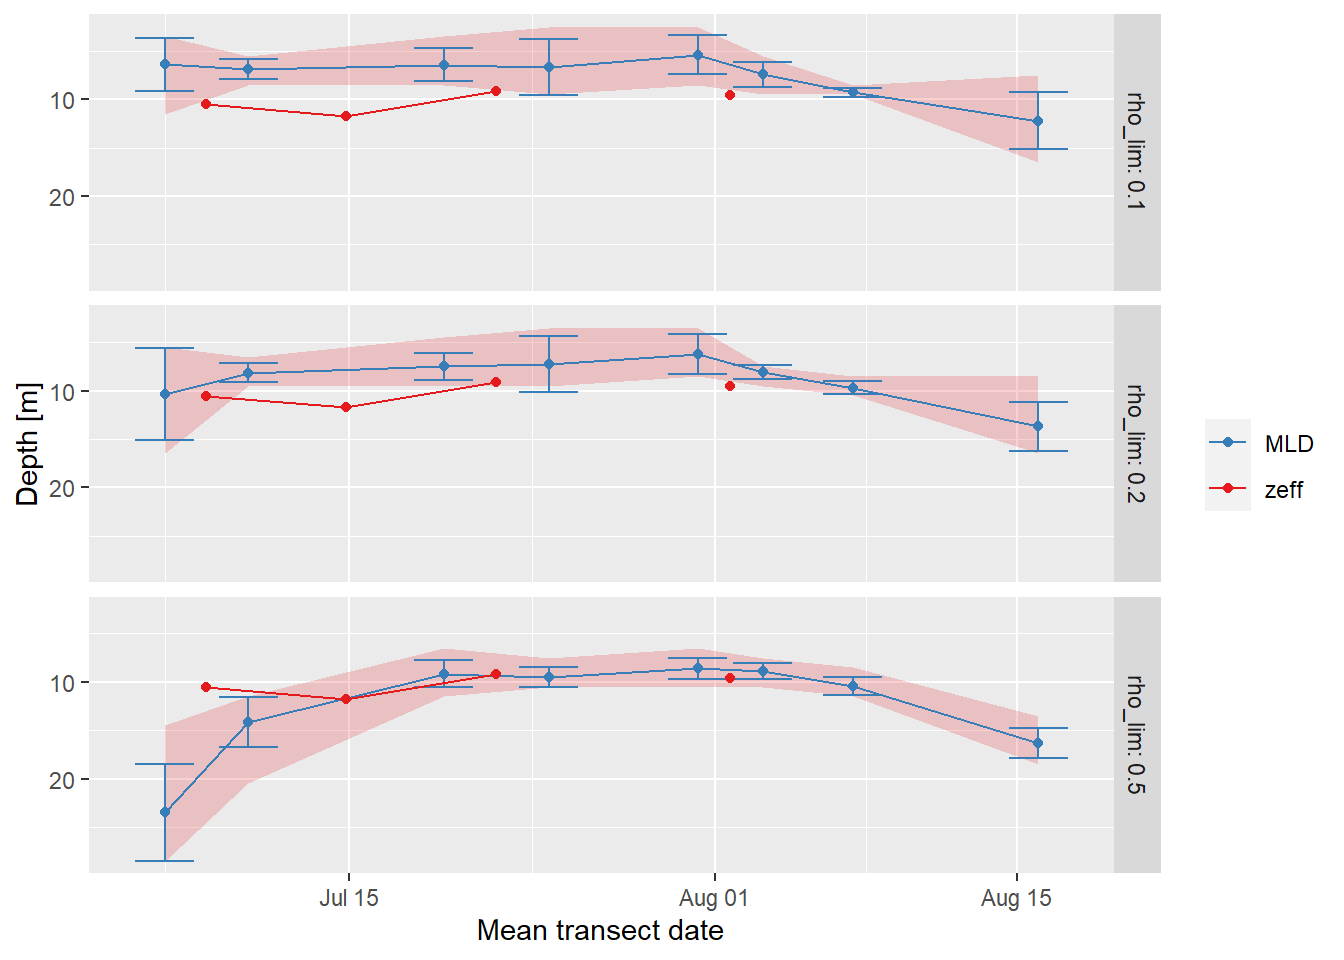 10
20
rho_lim: 0.1
10
20
rho_lim: 0.2
10
20
rho_lim: 0.5
Depth [m]
Jul 15
Aug 01
Aug 15
Mean transect date
MLD
zeff